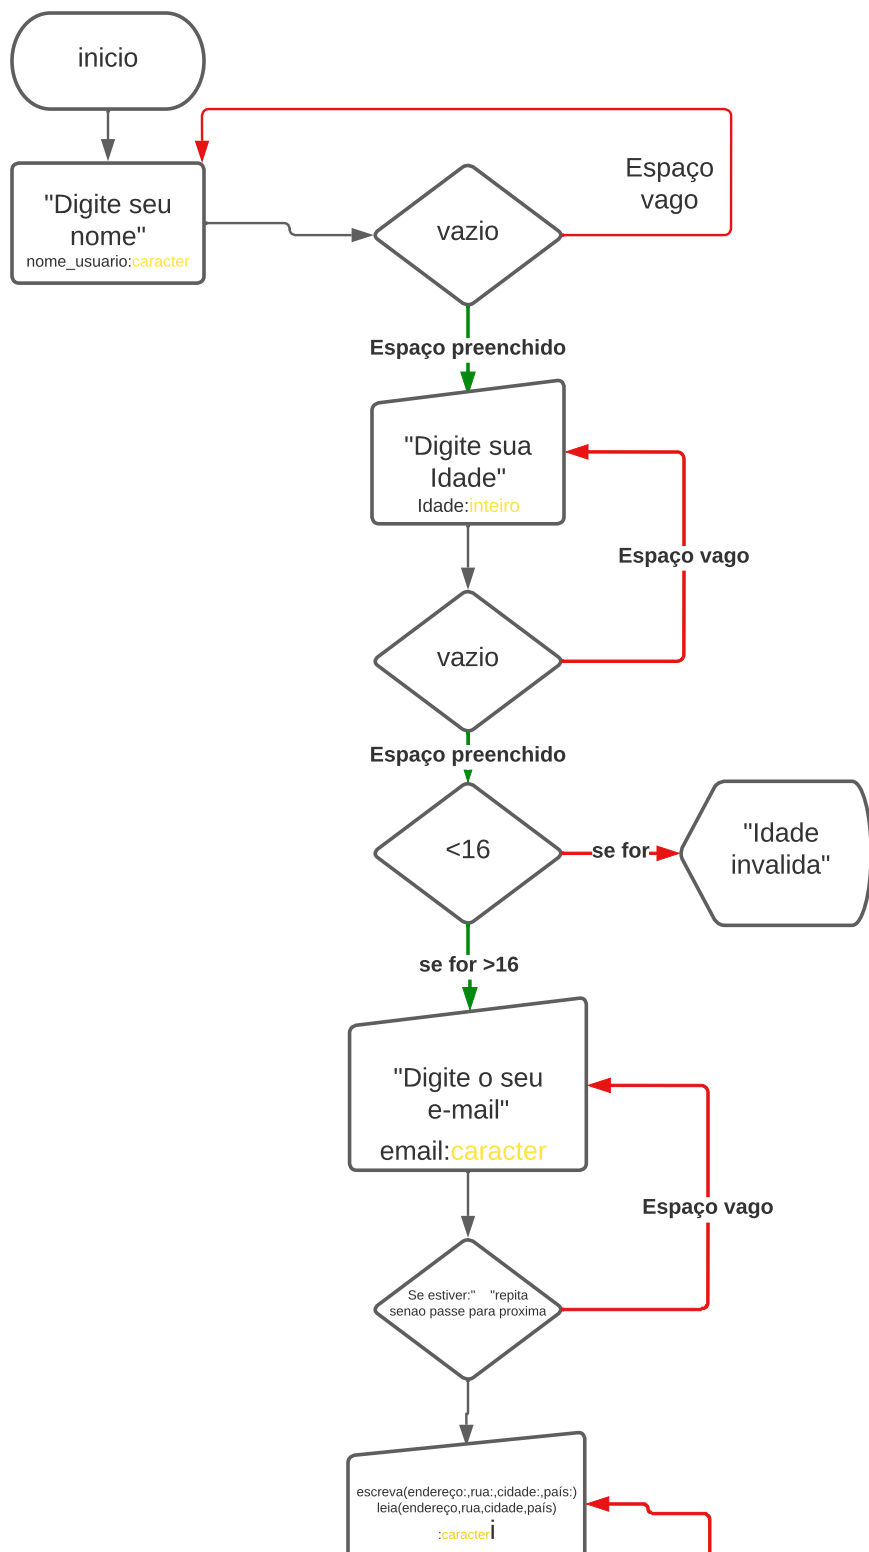 inicio
"Digite seu
nome"
nome_usuario:caracter
vazio
Espaço
vago
Espaço preenchido
"Digite sua
Idade"
Idade:inteiro
Espaço vago
vazio
Espaço preenchido
<16
se for
"Idade
invalida"
se for >16
"Digite o seu
e-mail"
email:caracter
Espaço vago
Se estiver:"    "repita
senao passe para proxima
escreva(endereço:,rua:,cidade:,país:)
leia(endereço,rua,cidade,país)
:caracteri